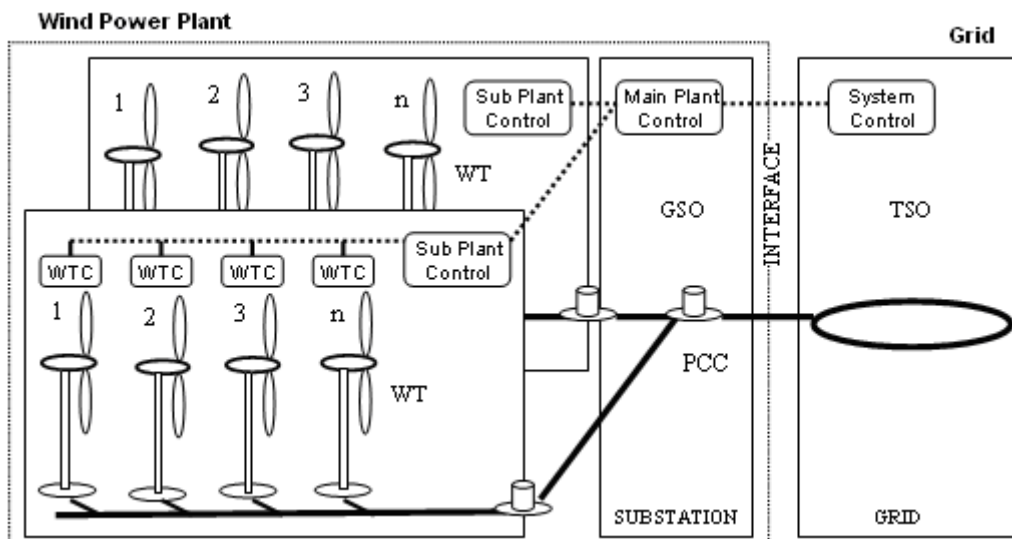 Wind Power Plant
Grid
1
2
3
n
Sub Plant
Control
Main Plant
Control
System
Control
WT
GSO
INTERFACE
TSO
Sub Plant
Control
WTC
WTC
WTC
WTC
1
2
3
n
WT
PCC
SUBSTATION
GRID